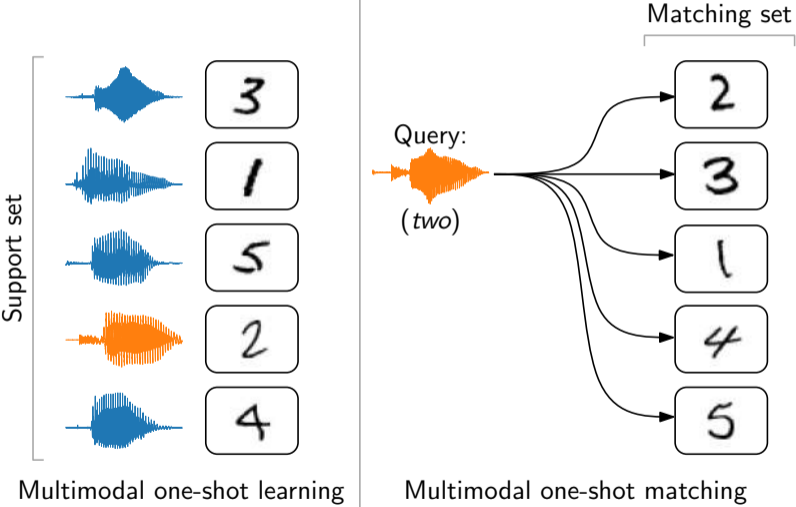 Support set
3
1
5
2
4
Multimodal one-shot learning
Matching set
Query:
(two)
2
3
1
4
5
Multimodal one-shot matching